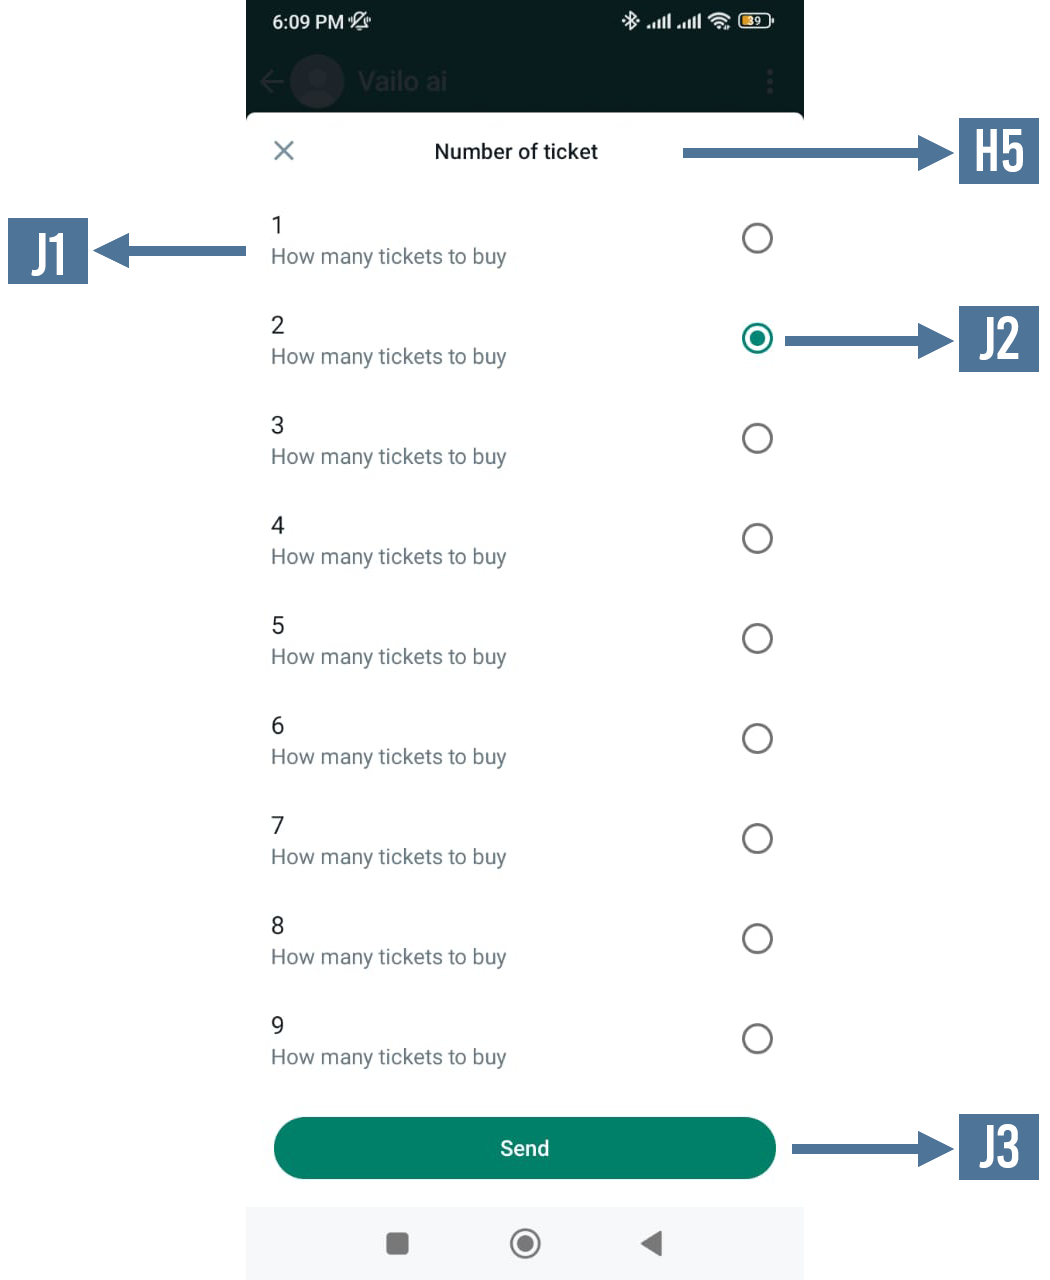 6:09 PM 39
Vailo ai
Number of ticket
H5
1
How many tickets to buy
J1
2
How many tickets to buy
J2
3
How many tickets to buy
4
How many tickets to buy
5
How many tickets to buy
6
How many tickets to buy
7
How many tickets to buy
8
How many tickets to buy
9
How many tickets to buy
Send
J3